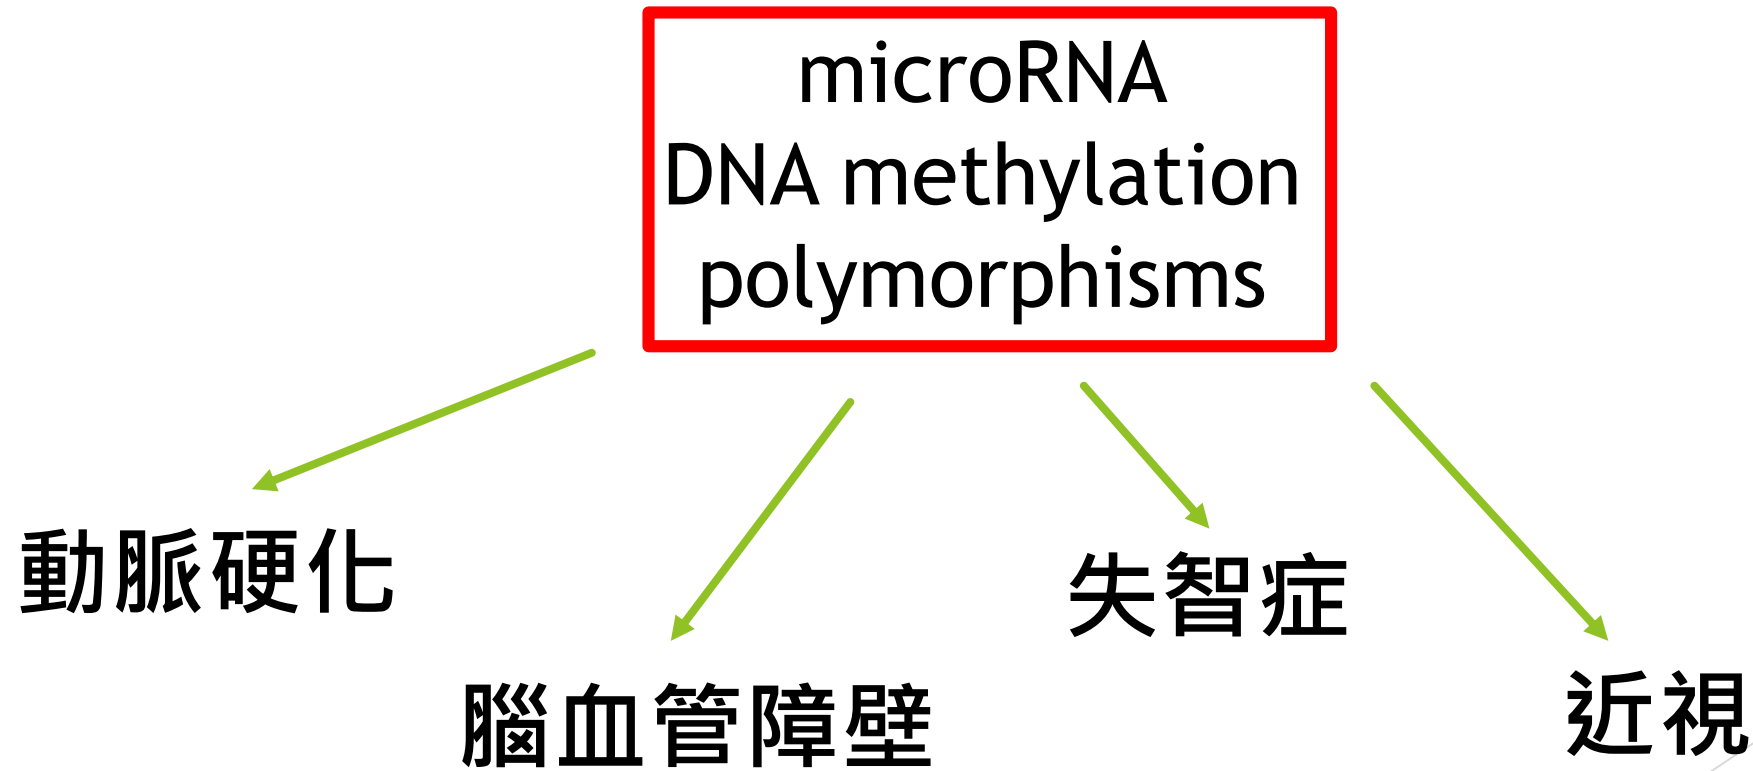 microRNA
DNA methylation
polymorphisms
動脈硬化
腦血管障壁
失智症
近視